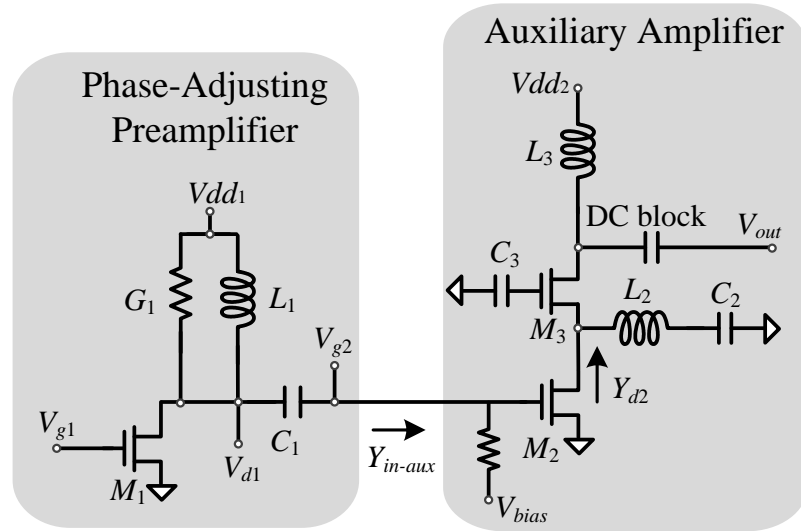 Auxiliary Amplifier
Phase-Adjusting
Preamplifier
Vdd2
L3
Vdd1
DC block
Vout
C3
G1
L1
L2
C2
M3
Vg2
Yd2
Vg1
C1
M2
M1
Vd1
Yin-aux
Vbias